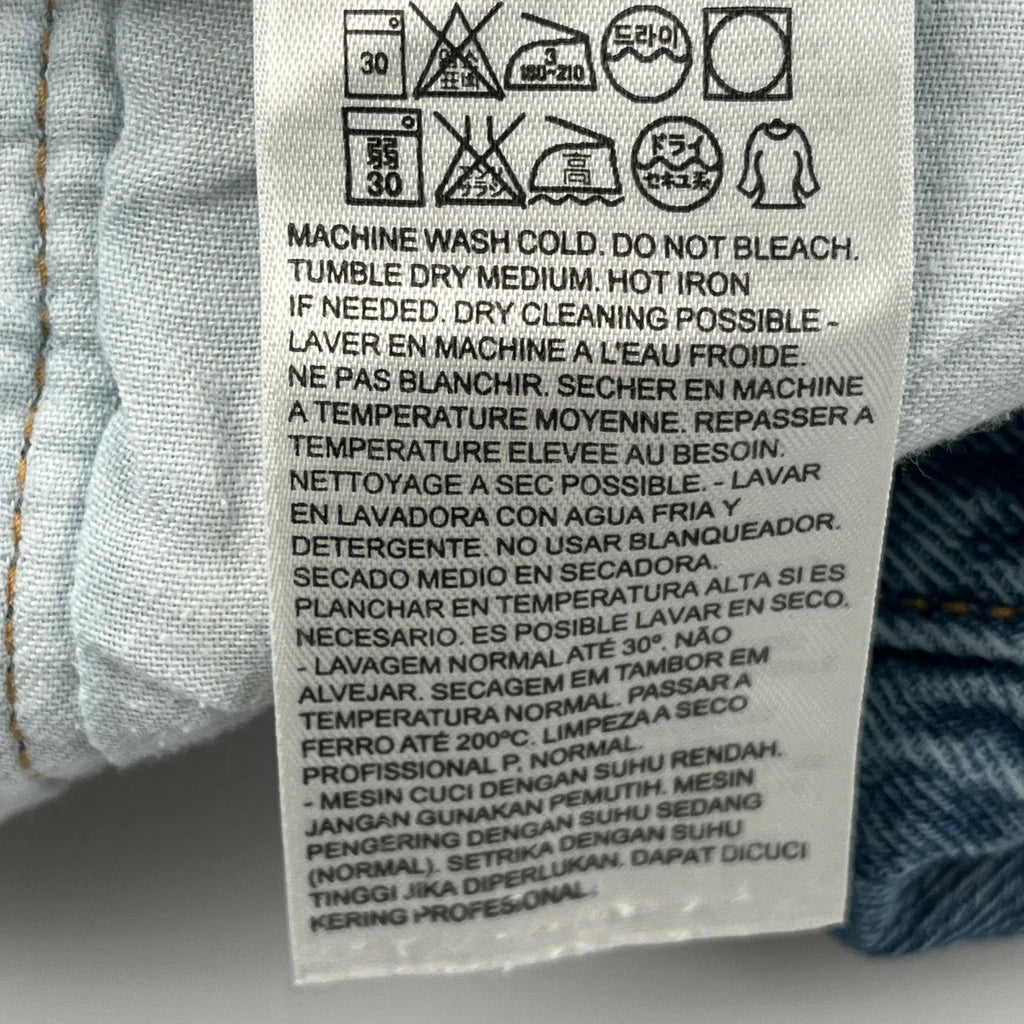 30
3
180~210
드라이
30
高
ドライ
MACHINE WASH COLD. DO NOT BLEACH.
TUMBLE DRY MEDIUM. HOT IRON
IF NEEDED. DRY CLEANING POSSIBLE -
LAVER EN MACHINE A L'EAU FROIDE.
NE PAS BLANCHIR. SECHER EN MACHINE
A TEMPERATURE MOYENNE. REPASSER A
TEMPERATURE ELEVEE AU BESOIN.
NETTOYAGE A SEC POSSIBLE. - LAVAR
EN LAVADORA CON AGUA FRIA Y
DETERGENTE. NO USAR BLANQUEADOR.
SECADO MEDIO EN SECADORA.
PLANCHAR EN TEMPERATURA ALTA SI ES
NECESARIO. ES POSIBLE LAVAR EN SECO.
- LAVAGEM NORMAL ATÉ 30º. NÃO
ALVEJAR. SECAGEM EM TAMBOR EM
TEMPERATURA NORMAL. PASSAR A
FERRO ATÉ 200ºC. LIMPEZA A SECO
PROFISSIONAL P, NORMAL.
- MESIN CUCI DENGAN SUHU RENDAH.
JANGAN GUNAKAN PEMUTIH. MESIN
PENGERING DENGAN SUHU SEDANG
(NORMAL). SETRIKA DENGAN SUHU
TINGGI JIKA DIPERLUKAN. DAPAT DICUCI
KERING PROFESIONAL.